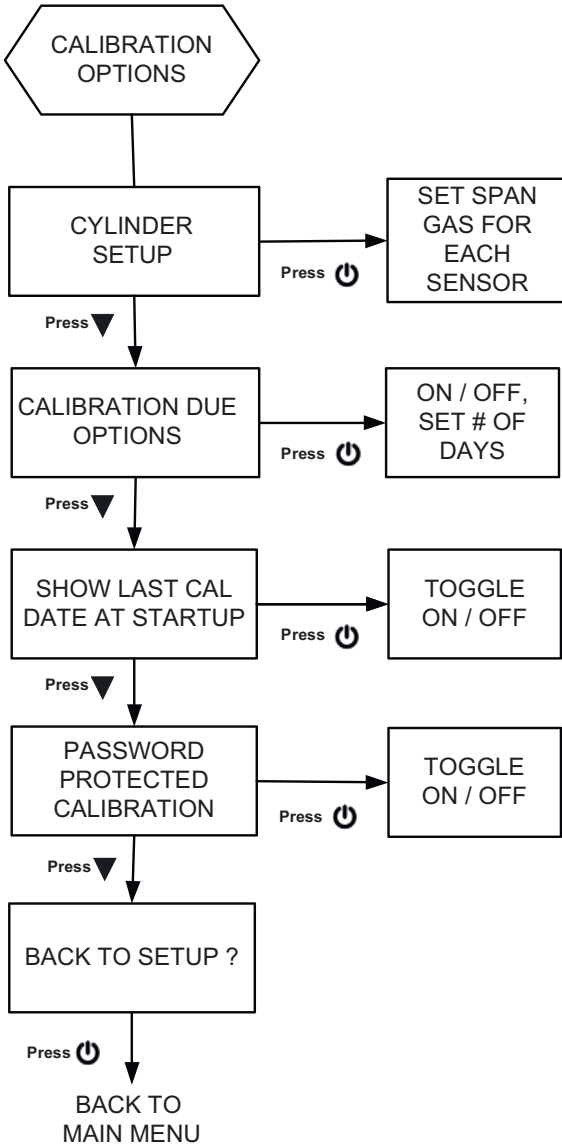 CALIBRATION
OPTIONS
CYLINDER
SETUP
Press
SET SPAN
GAS FOR
EACH
SENSOR
Press
CALIBRATION DUE
OPTIONS
Press
ON / OFF,
SET # OF
DAYS
Press
SHOW LAST CAL
DATE AT STARTUP
Press
TOGGLE
ON / OFF
Press
PASSWORD
PROTECTED
CALIBRATION
Press
TOGGLE
ON / OFF
Press
BACK TO SETUP ?
Press
BACK TO
MAIN MENU